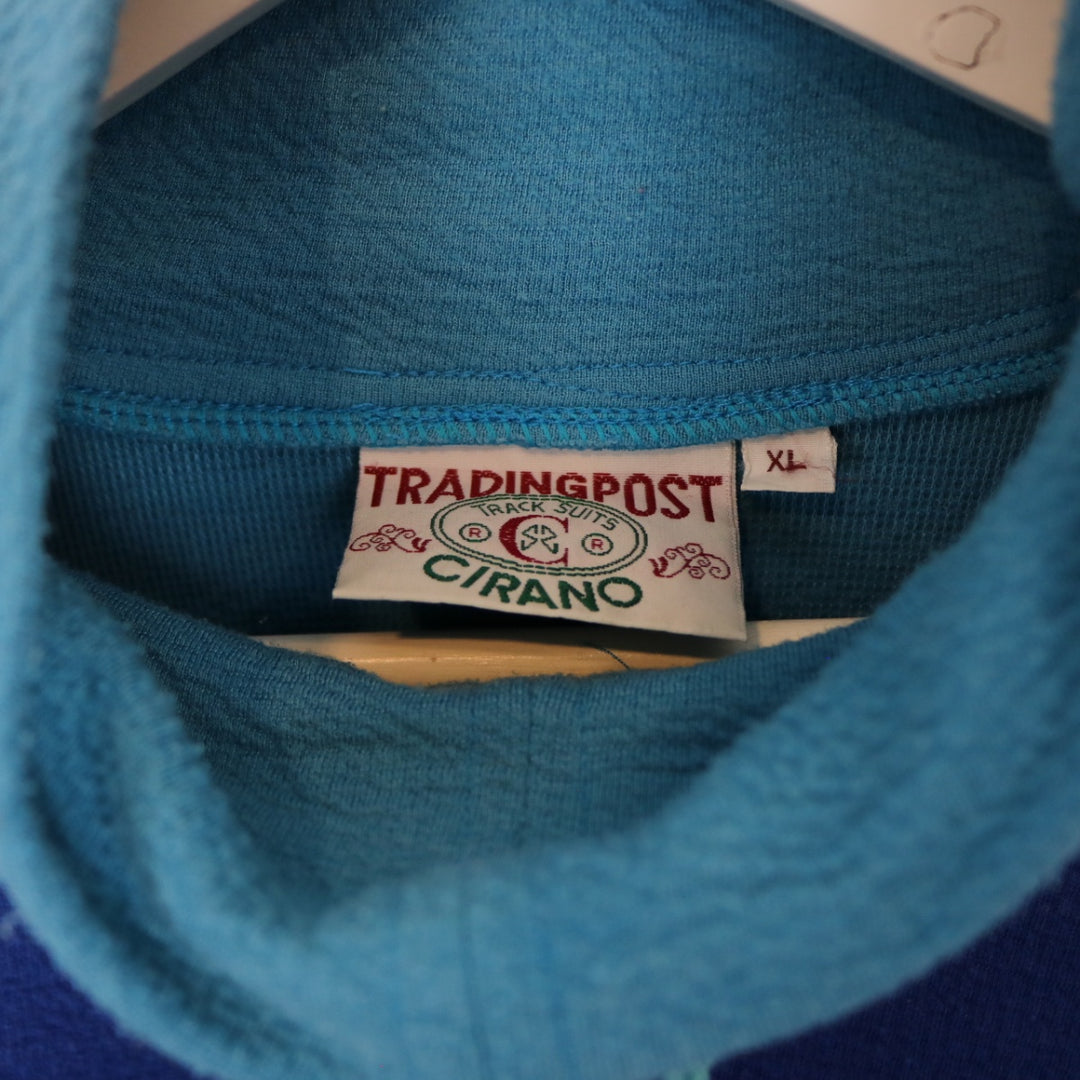 TRADINGPOST
TRACK SUITS
R C R
CIRANO
XL